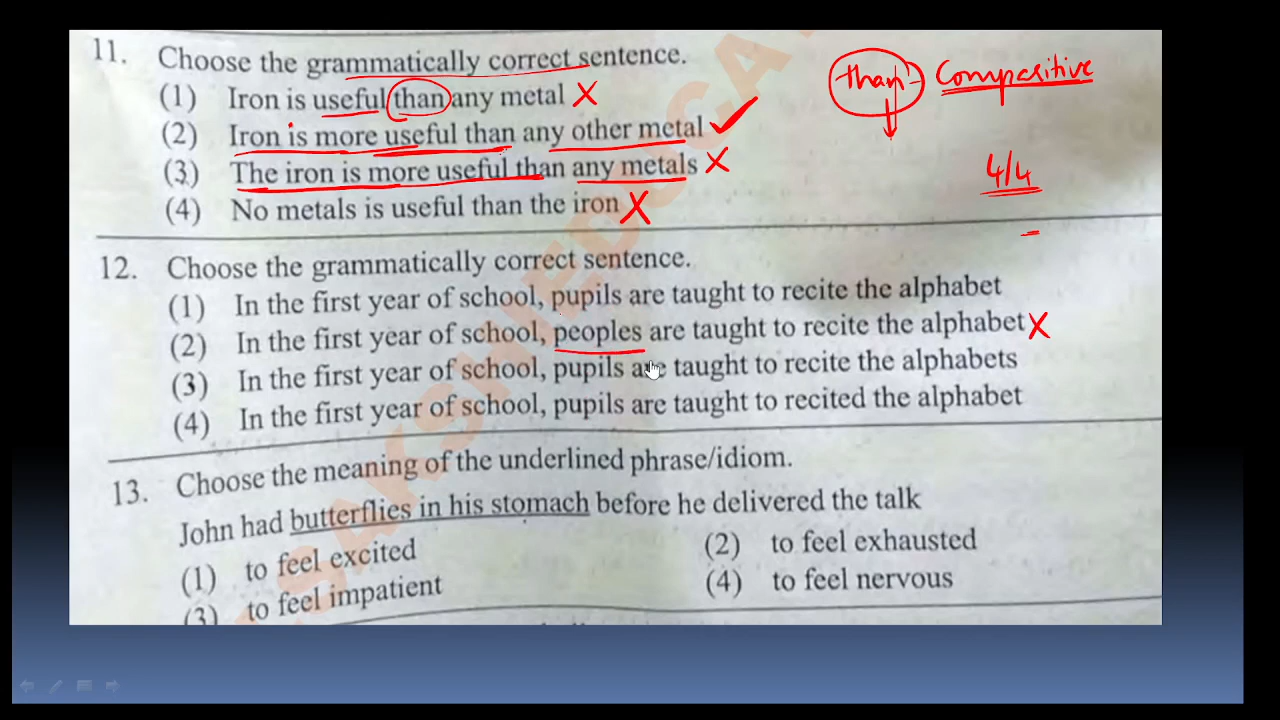 11. Choose the grammatically correct sentence.
(1) Iron is useful than any metal X
(2) Iron is more useful than any other metal ✓
(3) The iron is more useful than any metals X
(4) No metals is useful than the iron X
than - Comparitive
4/4
12. Choose the grammatically correct sentence.
(1) In the first year of school, pupils are taught to recite the alphabet
(2) In the first year of school, peoples are taught to recite the alphabet X
(3) In the first year of school, pupils are taught to recite the alphabets
(4) In the first year of school, pupils are taught to recited the alphabet
13. Choose the meaning of the underlined phrase/idiom.
John had butterflies in his stomach before he delivered the talk
(1) to feel excited
(2) to feel exhausted
(3) to feel impatient
(4) to feel nervous